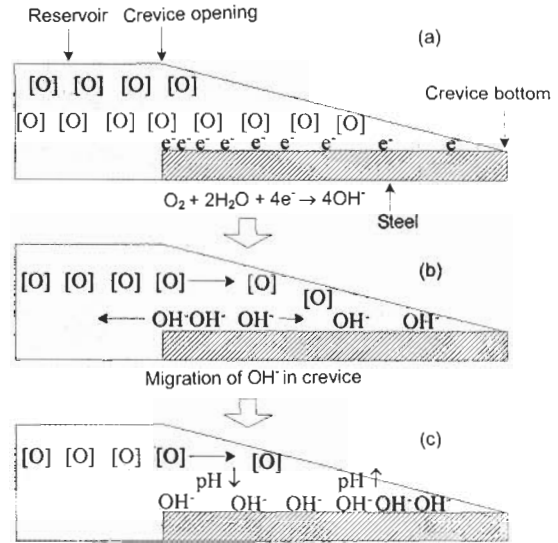 Reservoir Crevice opening
(a)
[O] [O] [O] [O]
Crevice bottom
[O] [O] [O] [O] [O] [O] [O] [O]
e⁻ e⁻ e⁻ e⁻ e⁻ e⁻ e⁻ e⁻ e⁻
O₂ + 2H₂O + 4e⁻ → 4OH⁻
Steel
(b)
[O] [O] [O] [O] → [O]
[O]
← OH⁻ OH⁻ OH⁻ → OH⁻ OH⁻
Migration of OH⁻ in crevice
(c)
[O] [O] [O] [O] → [O]
pH ↓ pH ↑
OH⁻ OH⁻ OH⁻ OH⁻ OH⁻ OH⁻